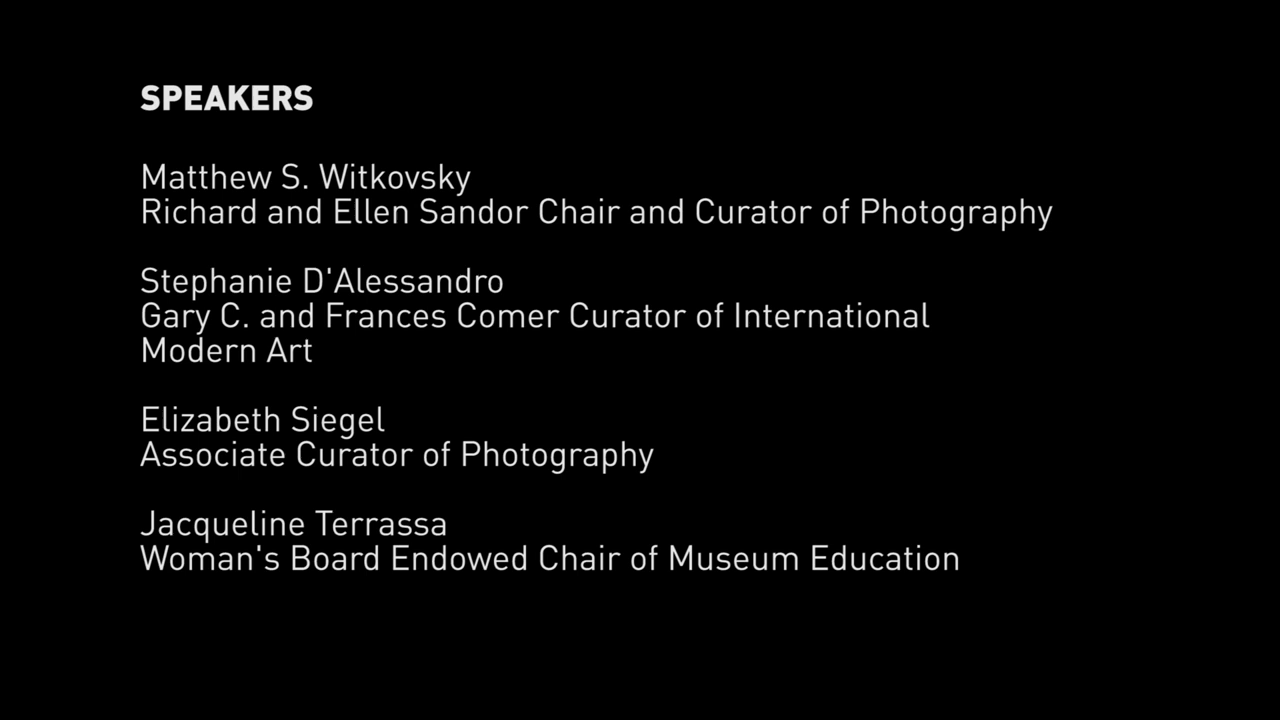 SPEAKERS
Matthew S. Witkovsky
Richard and Ellen Sandor Chair and Curator of Photography
Stephanie D'Alessandro
Gary C. and Frances Comer Curator of International
Modern Art
Elizabeth Siegel
Associate Curator of Photography
Jacqueline Terrassa
Woman's Board Endowed Chair of Museum Education